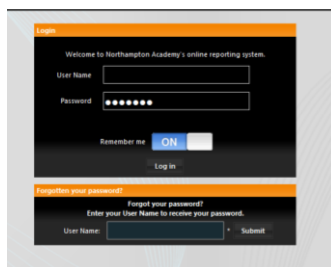 Login
Welcome to Northampton Academy's online reporting system.
User Name
Password ●●●●●●●
Remember me ON
Log in
Forgotten your password?
Forgot your password?
Enter your User Name to receive your password.
User Name: * Submit